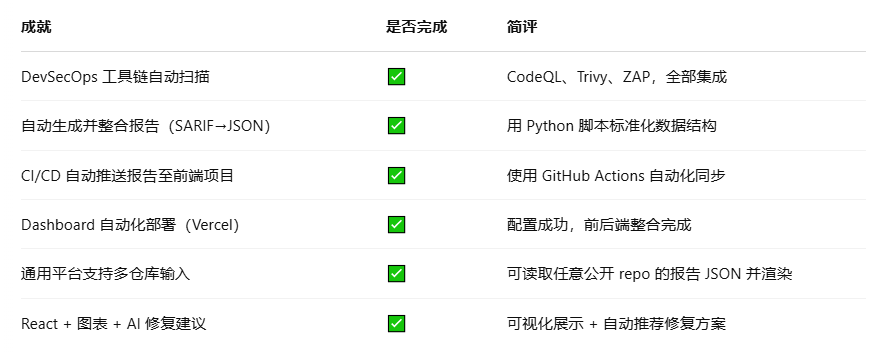 成就 是否完成 简评
DevSecOps 工具链自动扫描 ✅ CodeQL、Trivy、ZAP，全部集成
自动生成并整合报告（SARIF→JSON） ✅ 用 Python 脚本标准化数据结构
CI/CD 自动推送报告至前端项目 ✅ 使用 GitHub Actions 自动化同步
Dashboard 自动化部署（Vercel） ✅ 配置成功，前后端整合完成
通用平台支持多仓库输入 ✅ 可读取任意公开 repo 的报告 JSON 并渲染
React + 图表 + AI 修复建议 ✅ 可视化展示 + 自动推荐修复方案